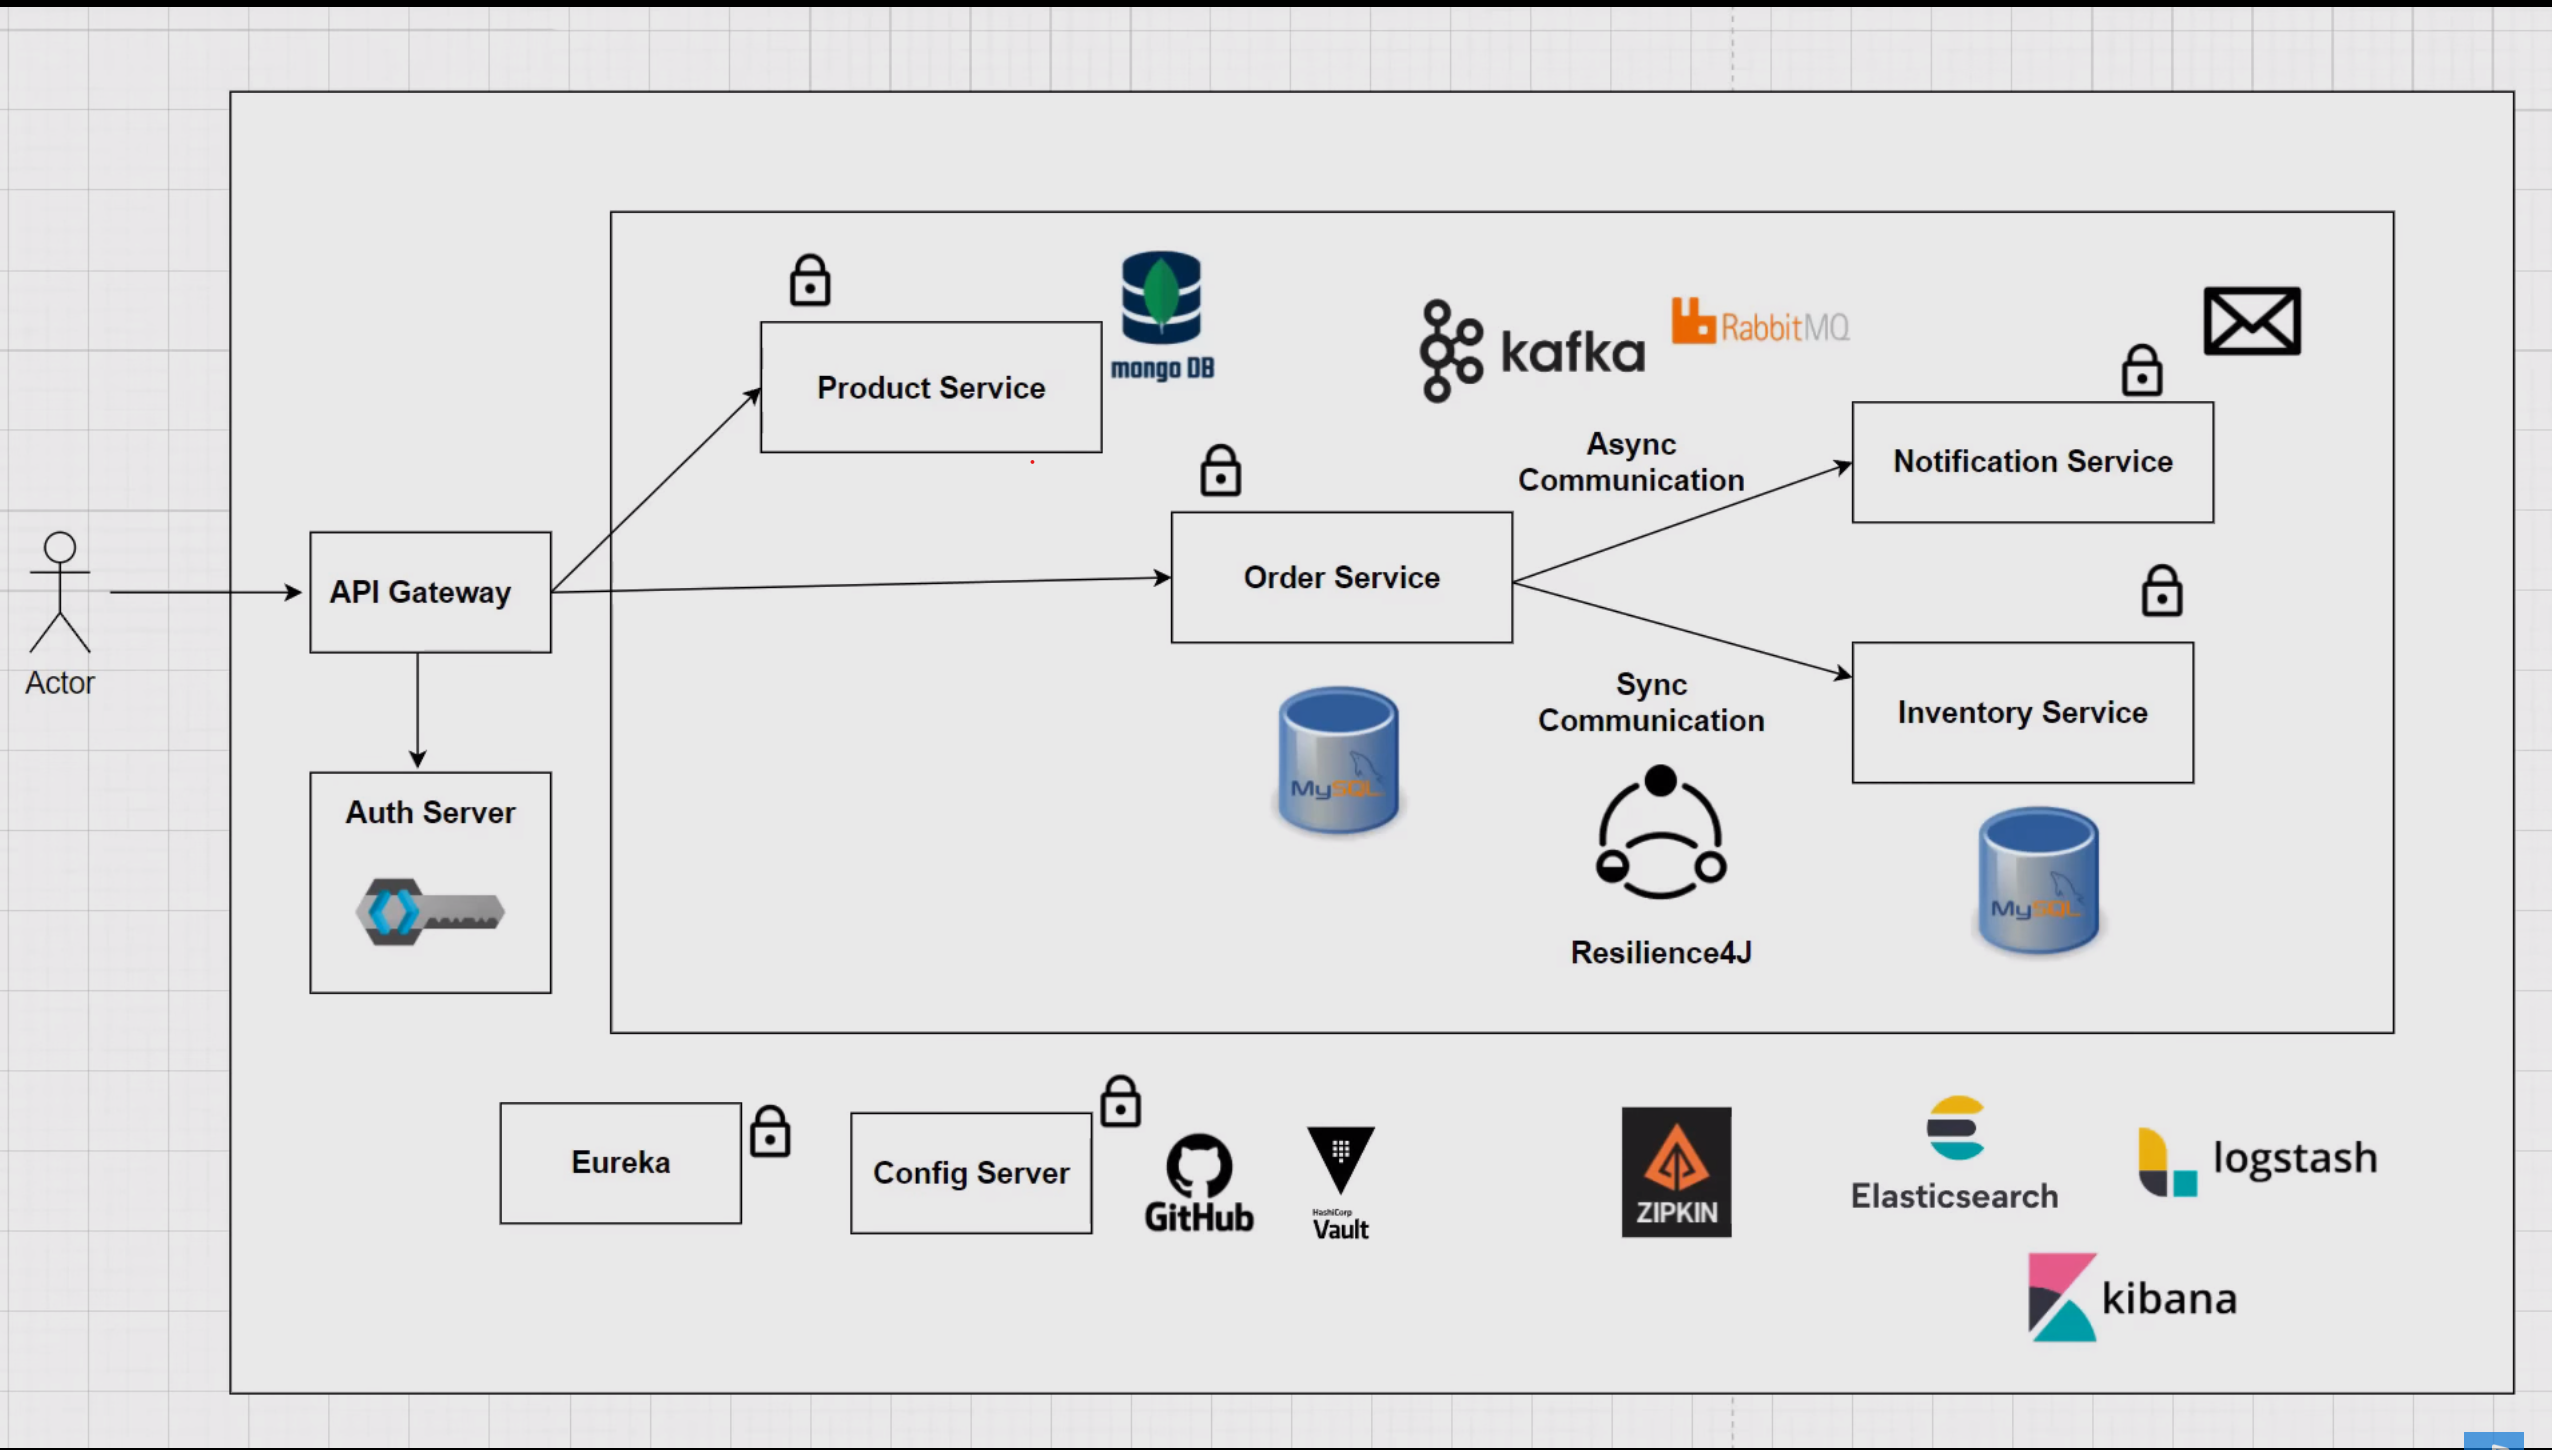 mongo DB
Product Service
kafka
RabbitMQ
Async
Communication
Notification Service
Order Service
API Gateway
Actor
Sync
Communication
Inventory Service
MySQL
Auth Server
MySQL
Resilience4J
Eureka
Config Server
GitHub
HashiCorp
Vault
ZIPKIN
Elasticsearch
logstash
kibana